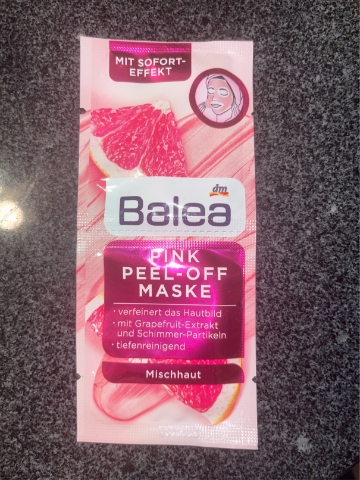 MIT SOFORT-
EFFEKT
dm
Balea
PINK
PEEL-OFF
MASKE
· verfeinert das Hautbild
· mit Grapefruit-Extrakt
und Schimmer-Partikeln
· tiefenreinigend
Mischhaut